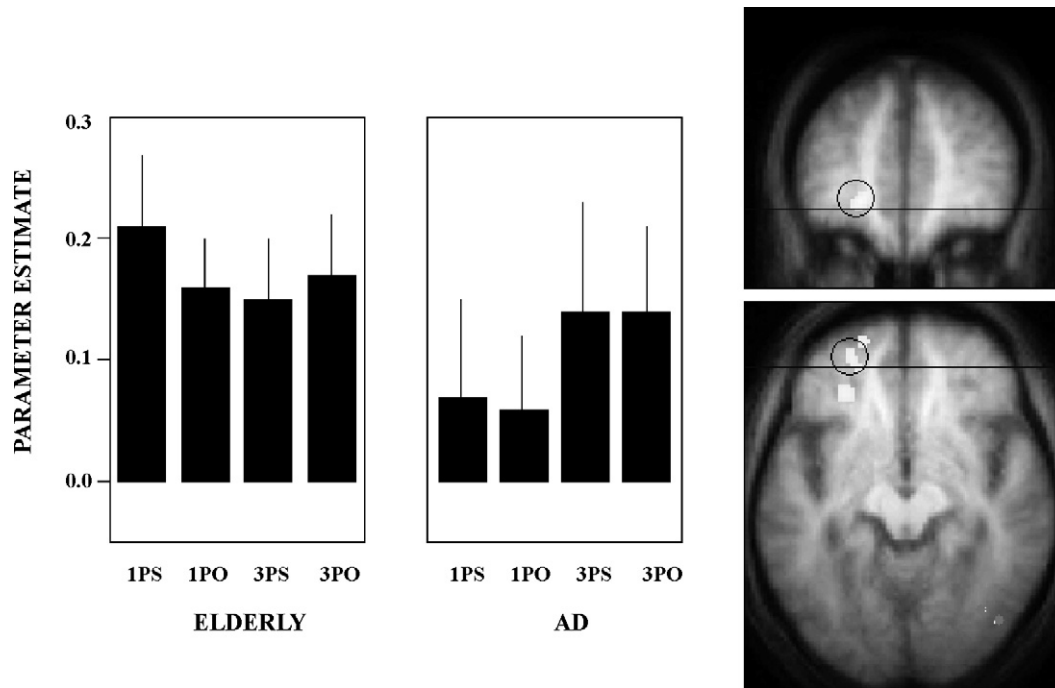 PARAMETER ESTIMATE
0.3
0.2
0.1
0.0
1PS 1PO 3PS 3PO
ELDERLY
1PS 1PO 3PS 3PO
AD